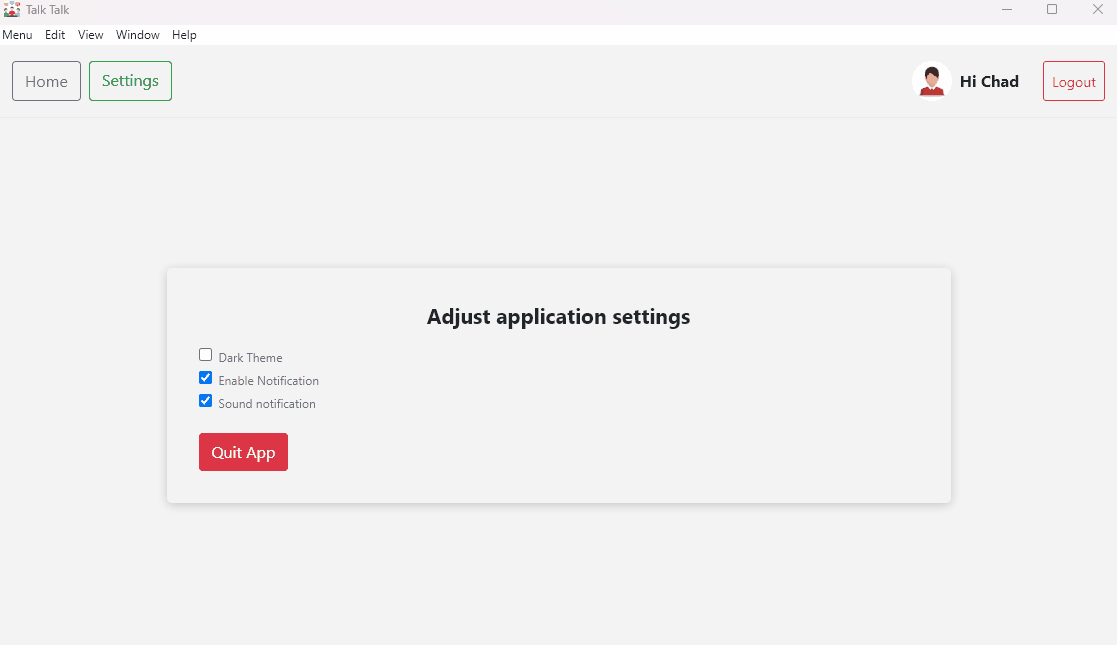 Talk Talk
Menu Edit View Window Help
Home Settings Hi Chad Logout
Adjust application settings
Dark Theme
Enable Notification
Sound notification
Quit App